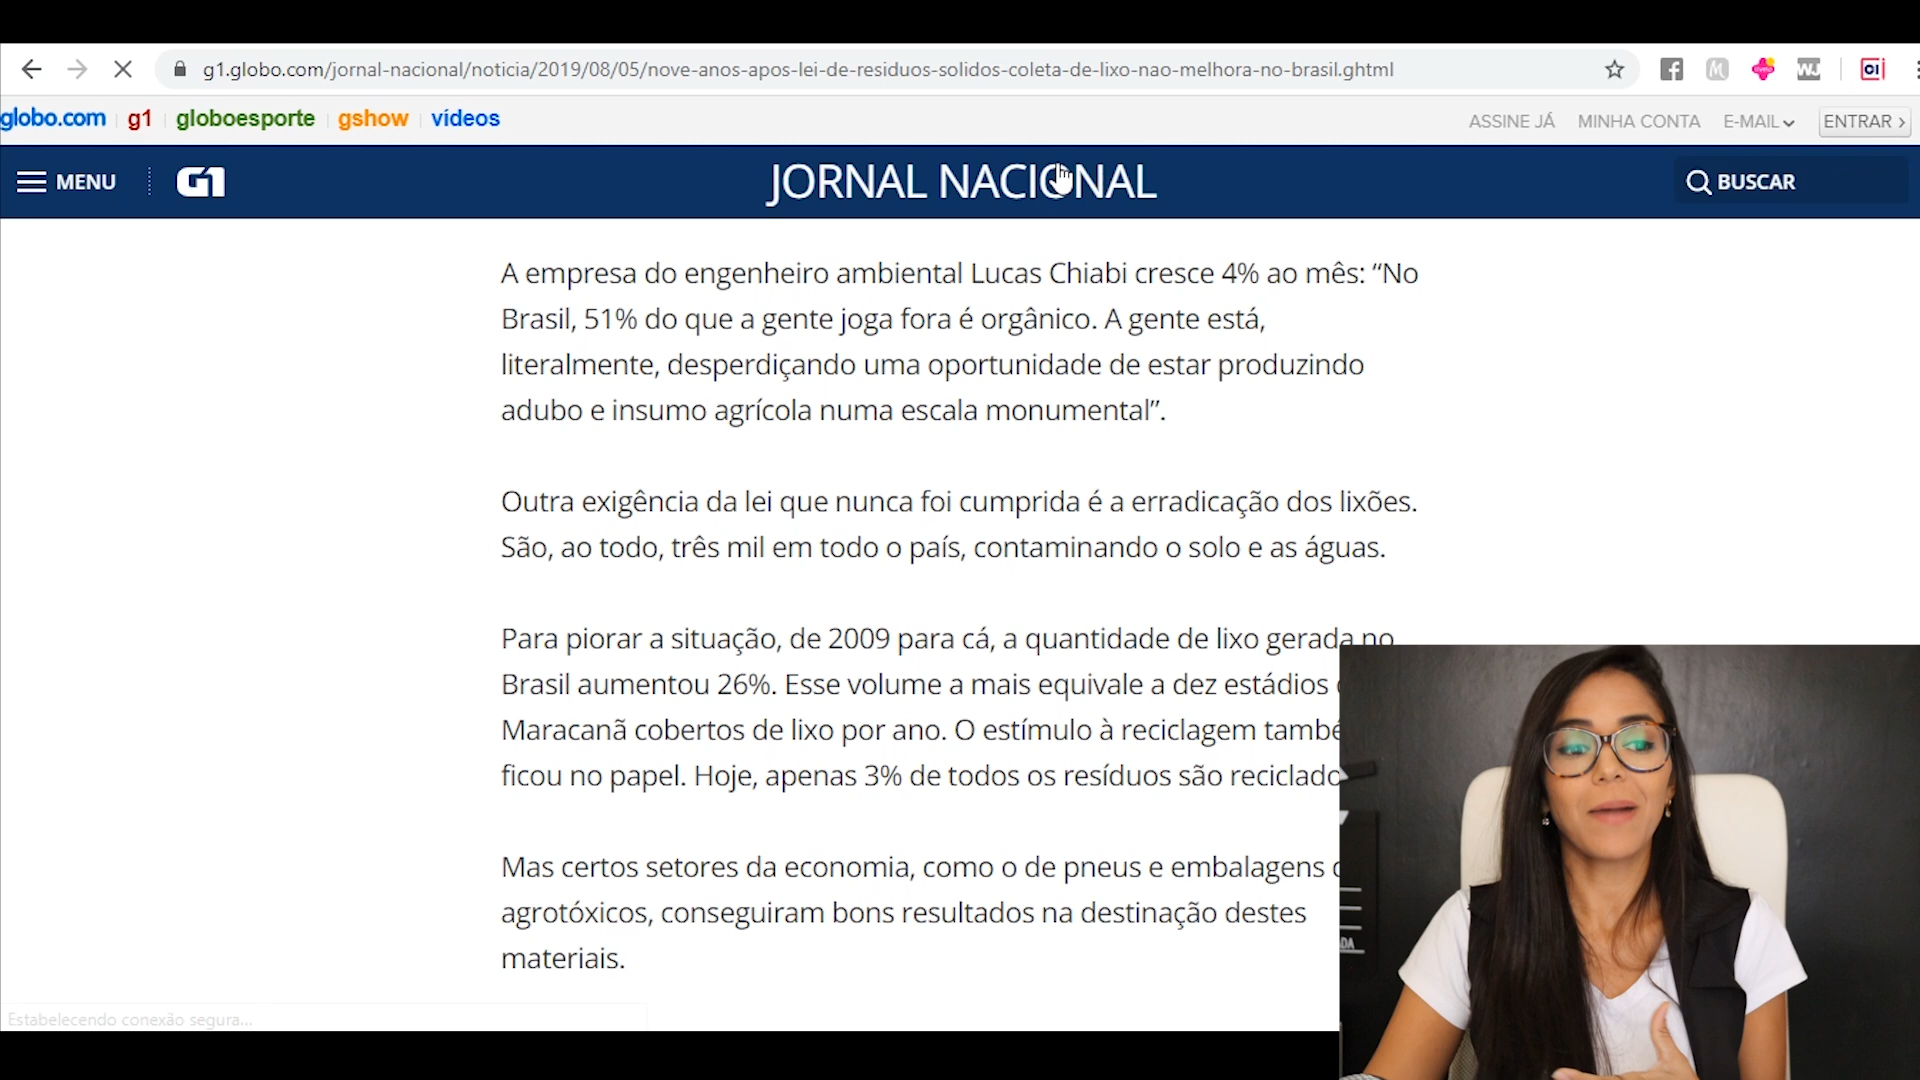 g1.globo.com/jornal-nacional/noticia/2019/08/05/nove-anos-apos-lei-de-residuos-solidos-coleta-de-lixo-nao-melhora-no-brasil.ghtml
globo.com g1 globoesporte gshow vídeos ASSINE JÁ MINHA CONTA E-MAIL ENTRAR
MENU G1 JORNAL NACIONAL BUSCAR
A empresa do engenheiro ambiental Lucas Chiabi cresce 4% ao mês: “No
Brasil, 51% do que a gente joga fora é orgânico. A gente está,
literalmente, desperdiçando uma oportunidade de estar produzindo
adubo e insumo agrícola numa escala monumental”.
Outra exigência da lei que nunca foi cumprida é a erradicação dos lixões.
São, ao todo, três mil em todo o país, contaminando o solo e as águas.
Para piorar a situação, de 2009 para cá, a quantidade de lixo gerada no
Brasil aumentou 26%. Esse volume a mais equivale a dez estádios
Maracanã cobertos de lixo por ano. O estímulo à reciclagem també
ficou no papel. Hoje, apenas 3% de todos os resíduos são reciclado
Mas certos setores da economia, como o de pneus e embalagens
agrotóxicos, conseguiram bons resultados na destinação destes
materiais.
Estabelecendo conexão segura...